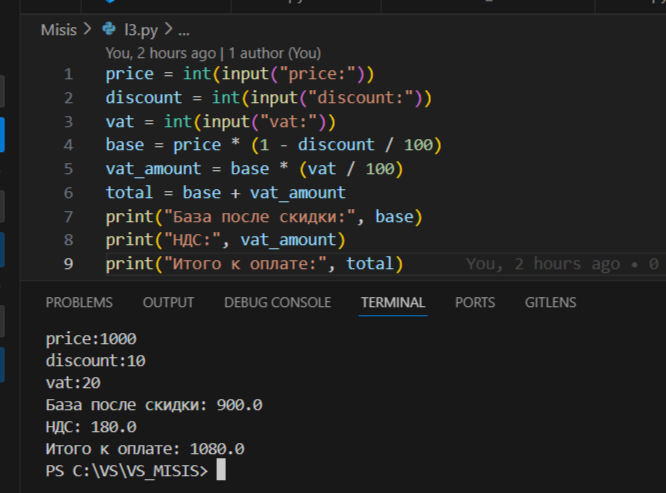 Misis > l3.py > ...
You, 2 hours ago | 1 author (You)
1 price = int(input("price:"))
2 discount = int(input("discount:"))
3 vat = int(input("vat:"))
4 base = price * (1 - discount / 100)
5 vat_amount = base * (vat / 100)
6 total = base + vat_amount
7 print("База после скидки:", base)
8 print("НДС:", vat_amount)
9 print("Итого к оплате:", total) You, 2 hours ago • 0
PROBLEMS OUTPUT DEBUG CONSOLE TERMINAL PORTS GITLENS
price:1000
discount:10
vat:20
База после скидки: 900.0
НДС: 180.0
Итого к оплате: 1080.0
PS C:\VS\VS_MISIS>